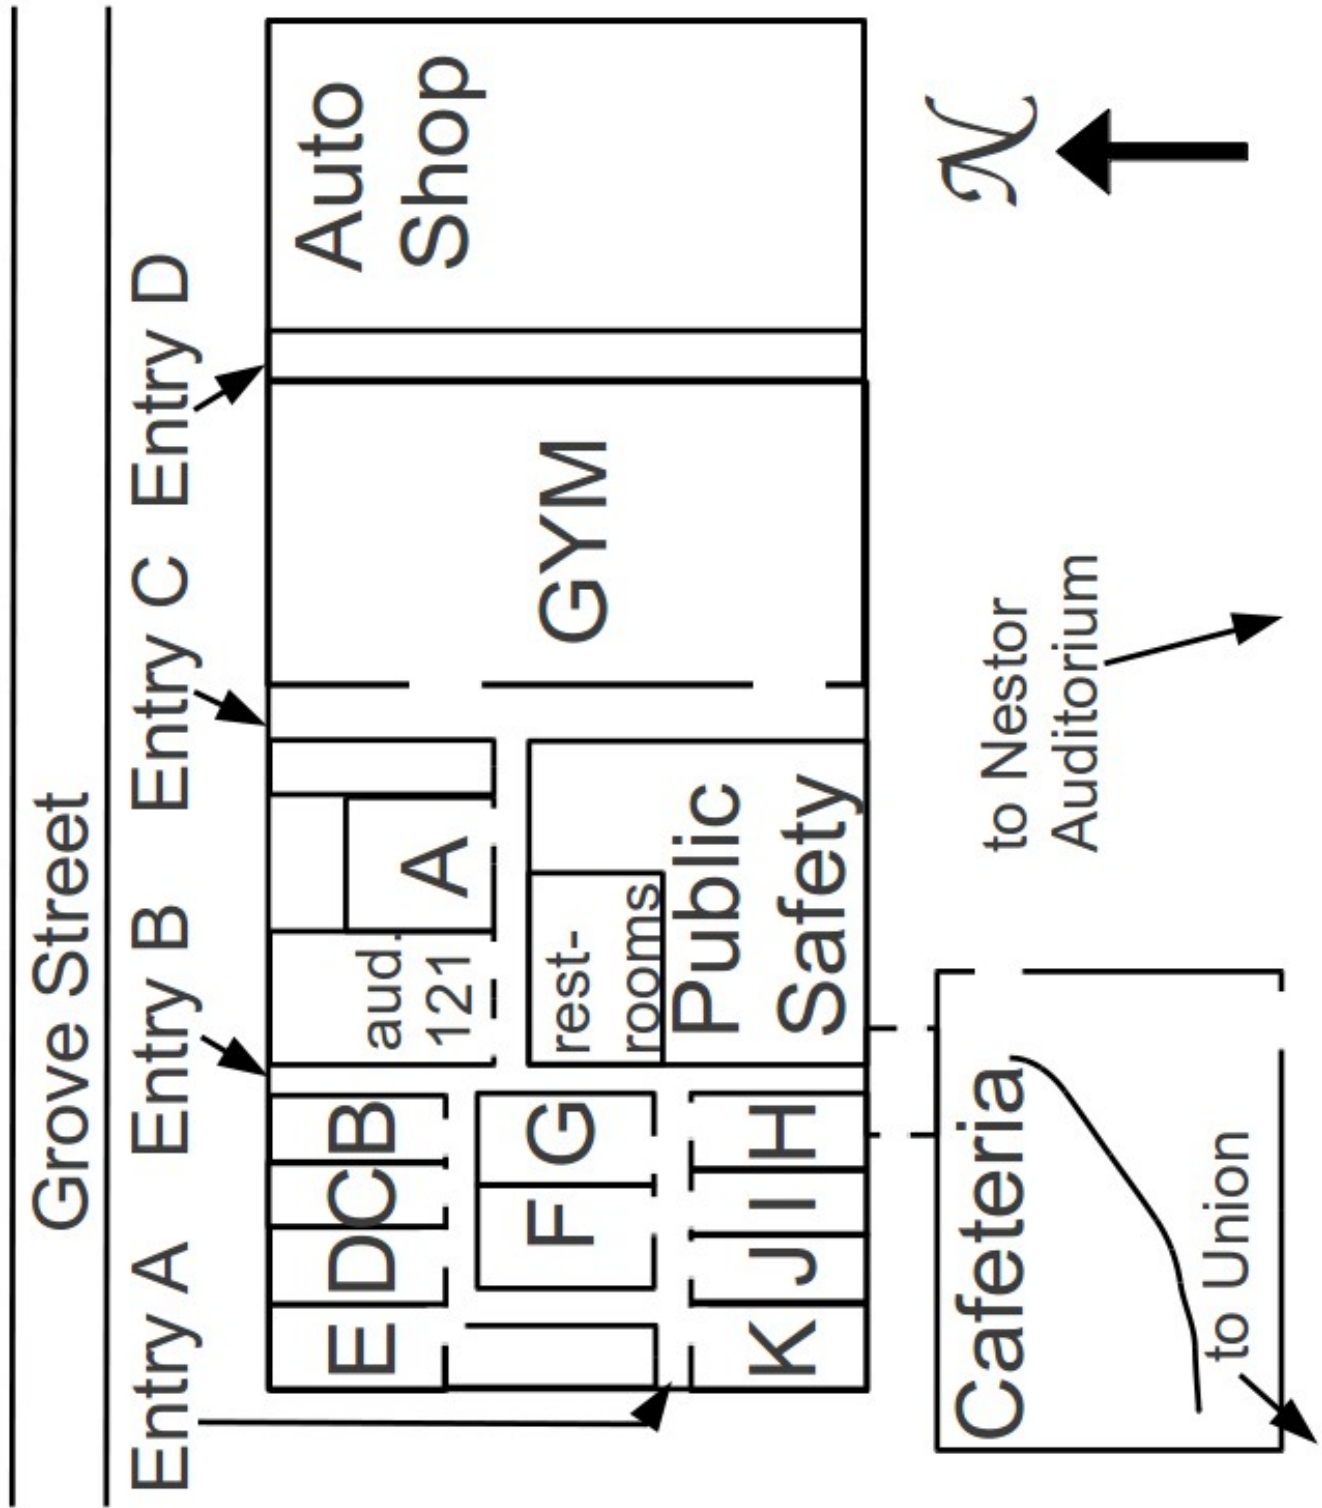 Grove Street
Entry A
Entry B
Entry C
Entry D
E
D
C
B
aud.
121
A
GYM
Auto
Shop
F
G
rest-
rooms
Public
Safety
K
J
I
H
Cafeteria
to Union
to Nestor
Auditorium
N